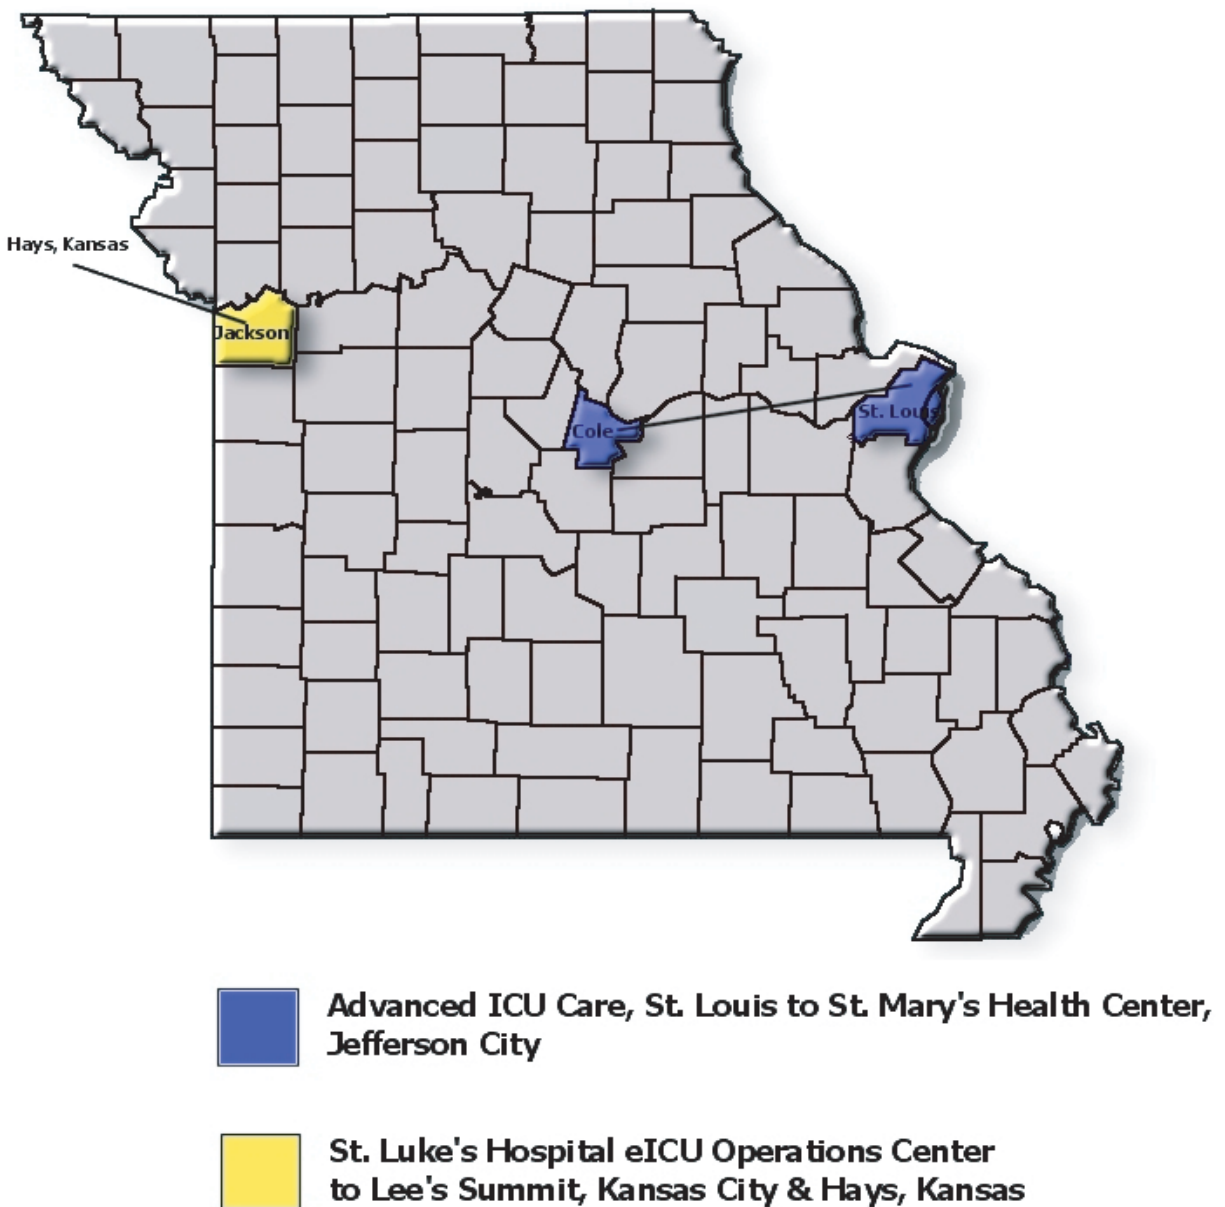 Hays, Kansas
Jackson
St. Louis
Cole
Advanced ICU Care, St. Louis to St. Mary's Health Center,
Jefferson City
St. Luke's Hospital eICU Operations Center
to Lee's Summit, Kansas City & Hays, Kansas